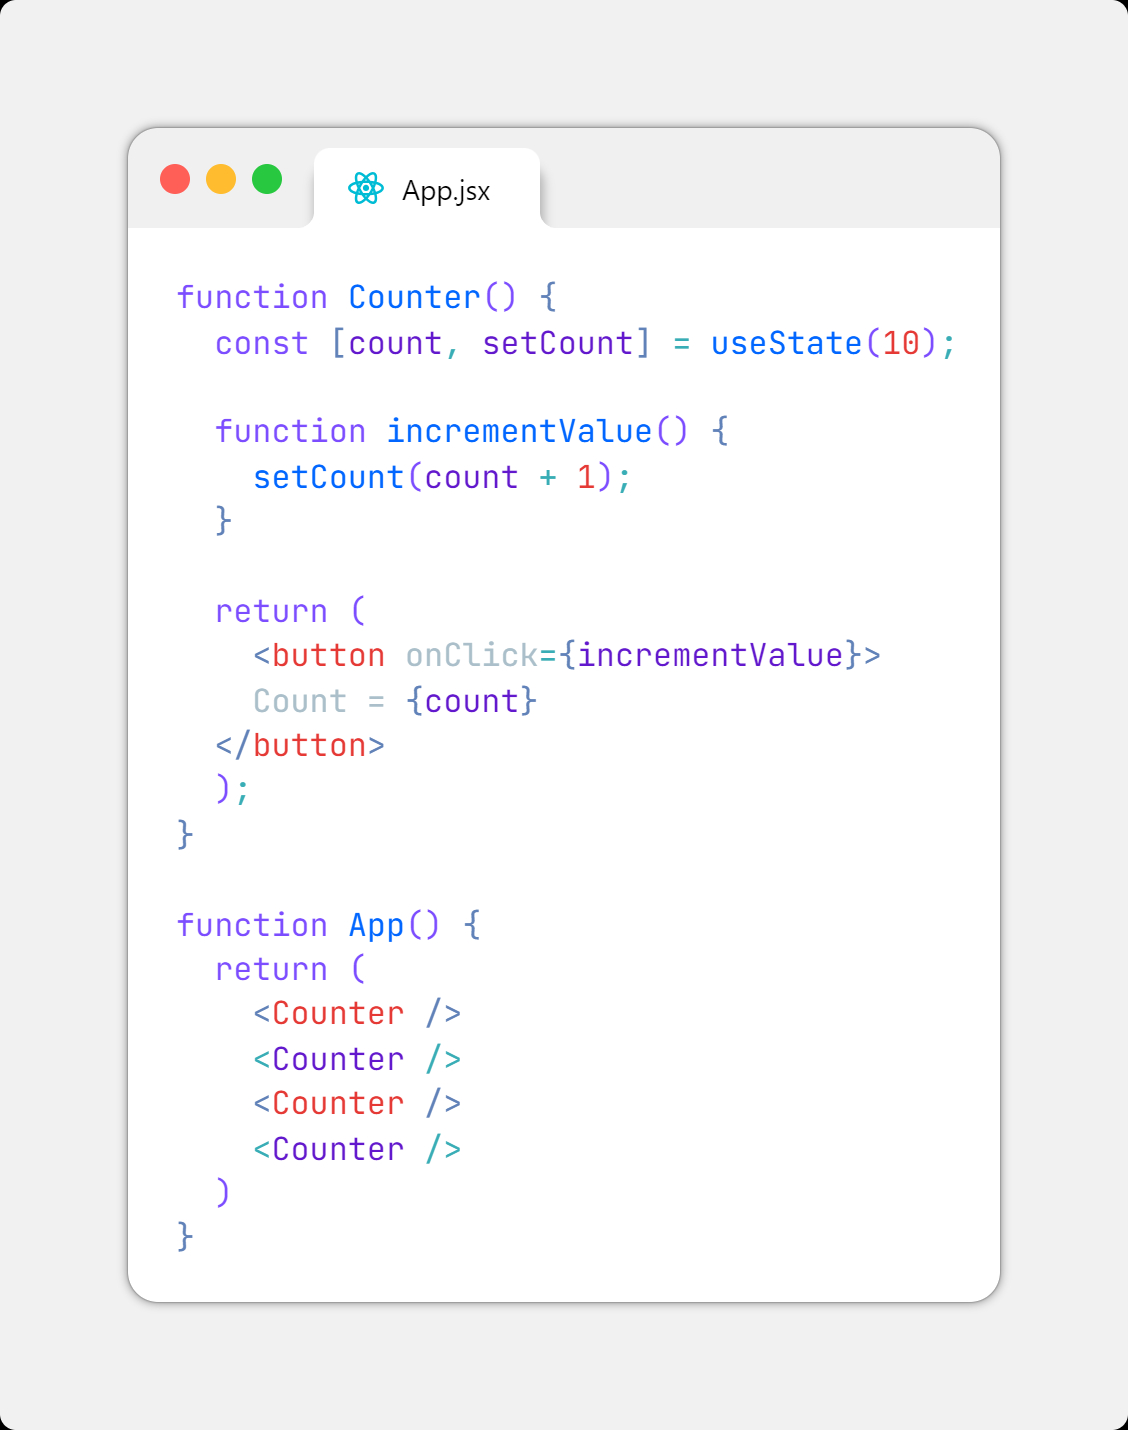 App.jsx
function Counter() {
  const [count, setCount] = useState(10);

  function incrementValue() {
    setCount(count + 1);
  }

  return (
    <button onClick={incrementValue}>
    Count = {count}
  </button>
  );
}

function App() {
  return (
    <Counter />
    <Counter />
    <Counter />
    <Counter />
  )
}